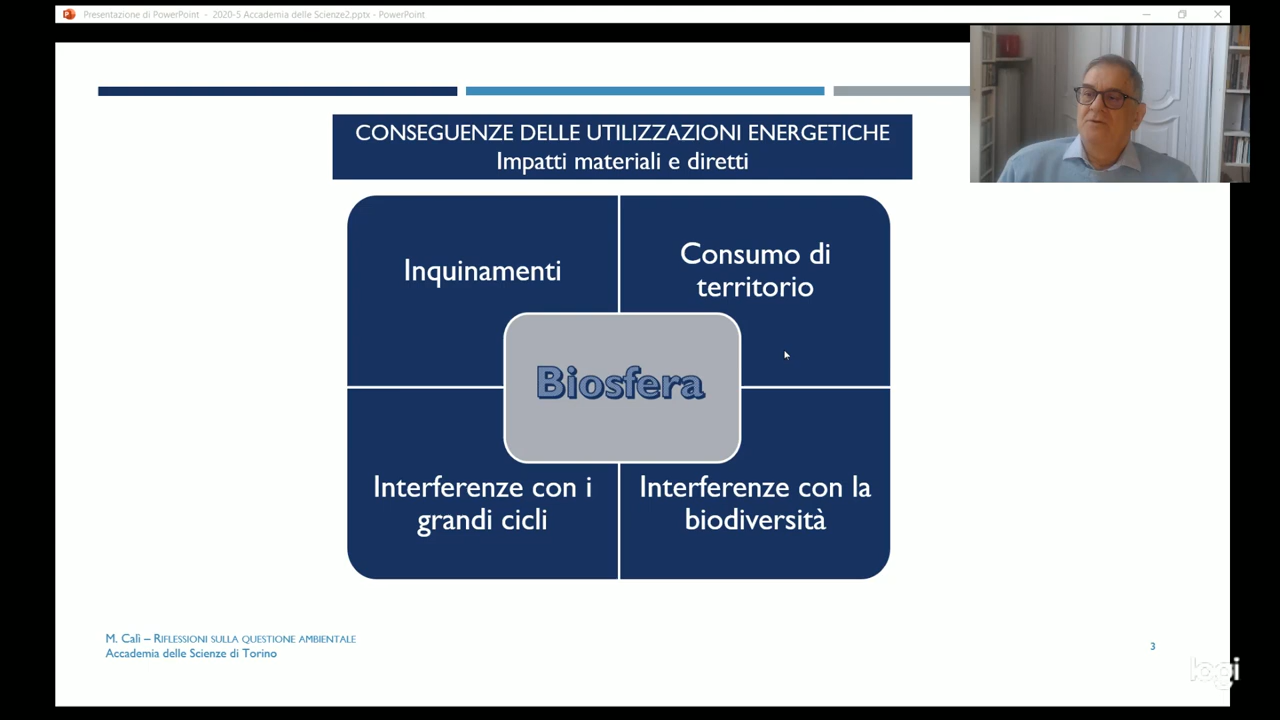 Presentazione di PowerPoint - 2020-5 Accademia delle Scienze2.pptx - PowerPoint
CONSEGUENZE DELLE UTILIZZAZIONI ENERGETICHE
Impatti materiali e diretti
Inquinamenti
Consumo di
territorio
Biosfera
Interferenze con i
grandi cicli
Interferenze con la
biodiversità
M. Calì – RIFLESSIONI SULLA QUESTIONE AMBIENTALE
Accademia delle Scienze di Torino
3
logi